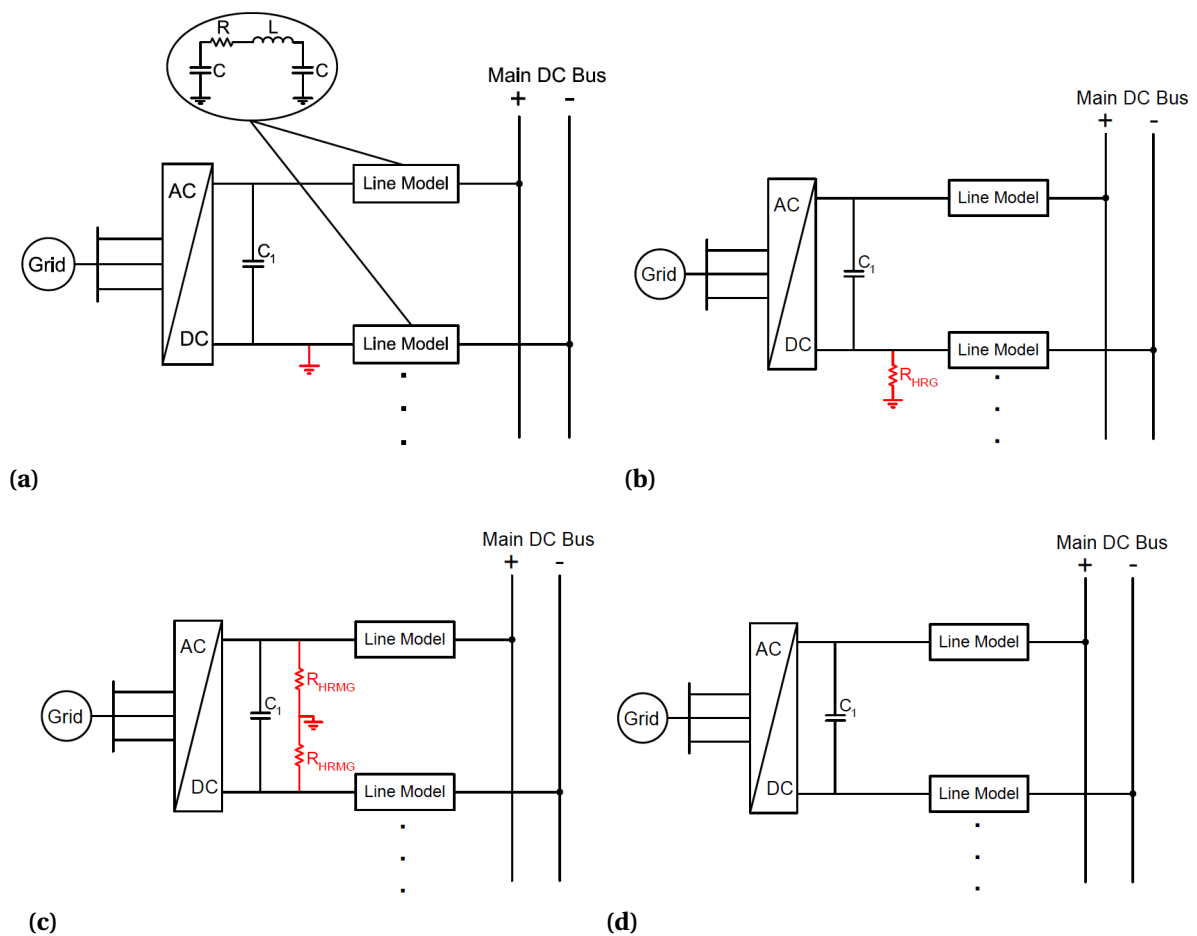 R L
C C
Main DC Bus
+ -
AC
Line Model
Grid
C1
DC
Line Model
(a)
Main DC Bus
+ -
AC
Line Model
Grid
C1
DC
Line Model
RHRG
(b)
Main DC Bus
+ -
AC
Line Model
RHRMG
Grid
C1
RHRMG
DC
Line Model
(c)
Main DC Bus
+ -
AC
Line Model
Grid
C1
DC
Line Model
(d)